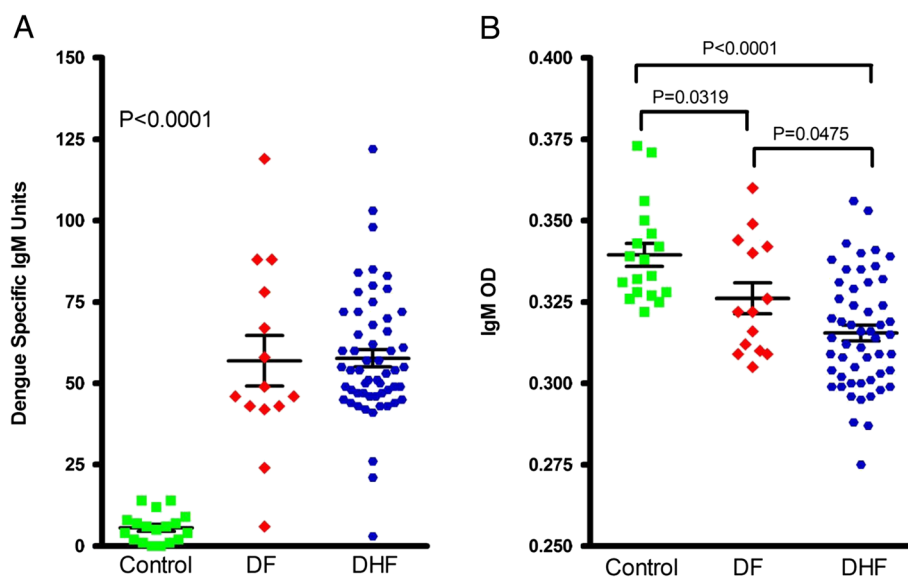 A
Dengue Specific IgM Units
150
125
100
75
50
25
0
P<0.0001
Control DF DHF
B
IgM OD
0.400
0.375
0.350
0.325
0.300
0.275
0.250
P<0.0001
P=0.0319
P=0.0475
Control DF DHF